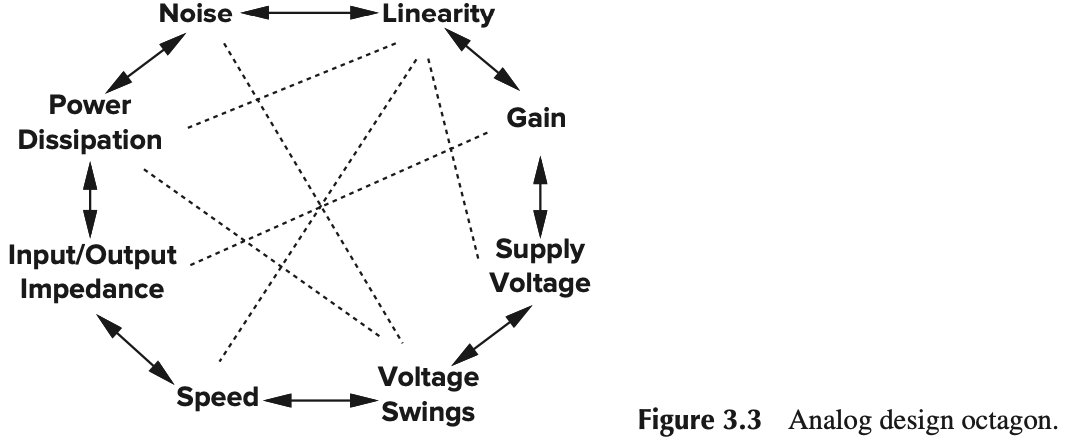 Noise
Linearity
Power
Dissipation
Gain
Input/Output
Impedance
Supply
Voltage
Speed
Voltage
Swings
Figure 3.3 Analog design octagon.